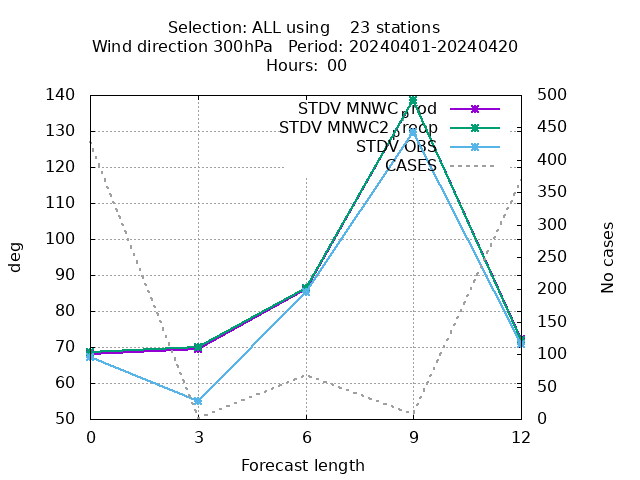 Selection: ALL using 23 stations
Wind direction 300hPa Period: 20240401-20240420
Hours: 00
deg
No cases
140
130
120
110
100
90
80
70
60
50
500
450
400
350
300
250
200
150
100
50
0
STDV MNWC_prod
STDV MNWC2_preop
STDV OBS
CASES
0
3
6
9
12
Forecast length